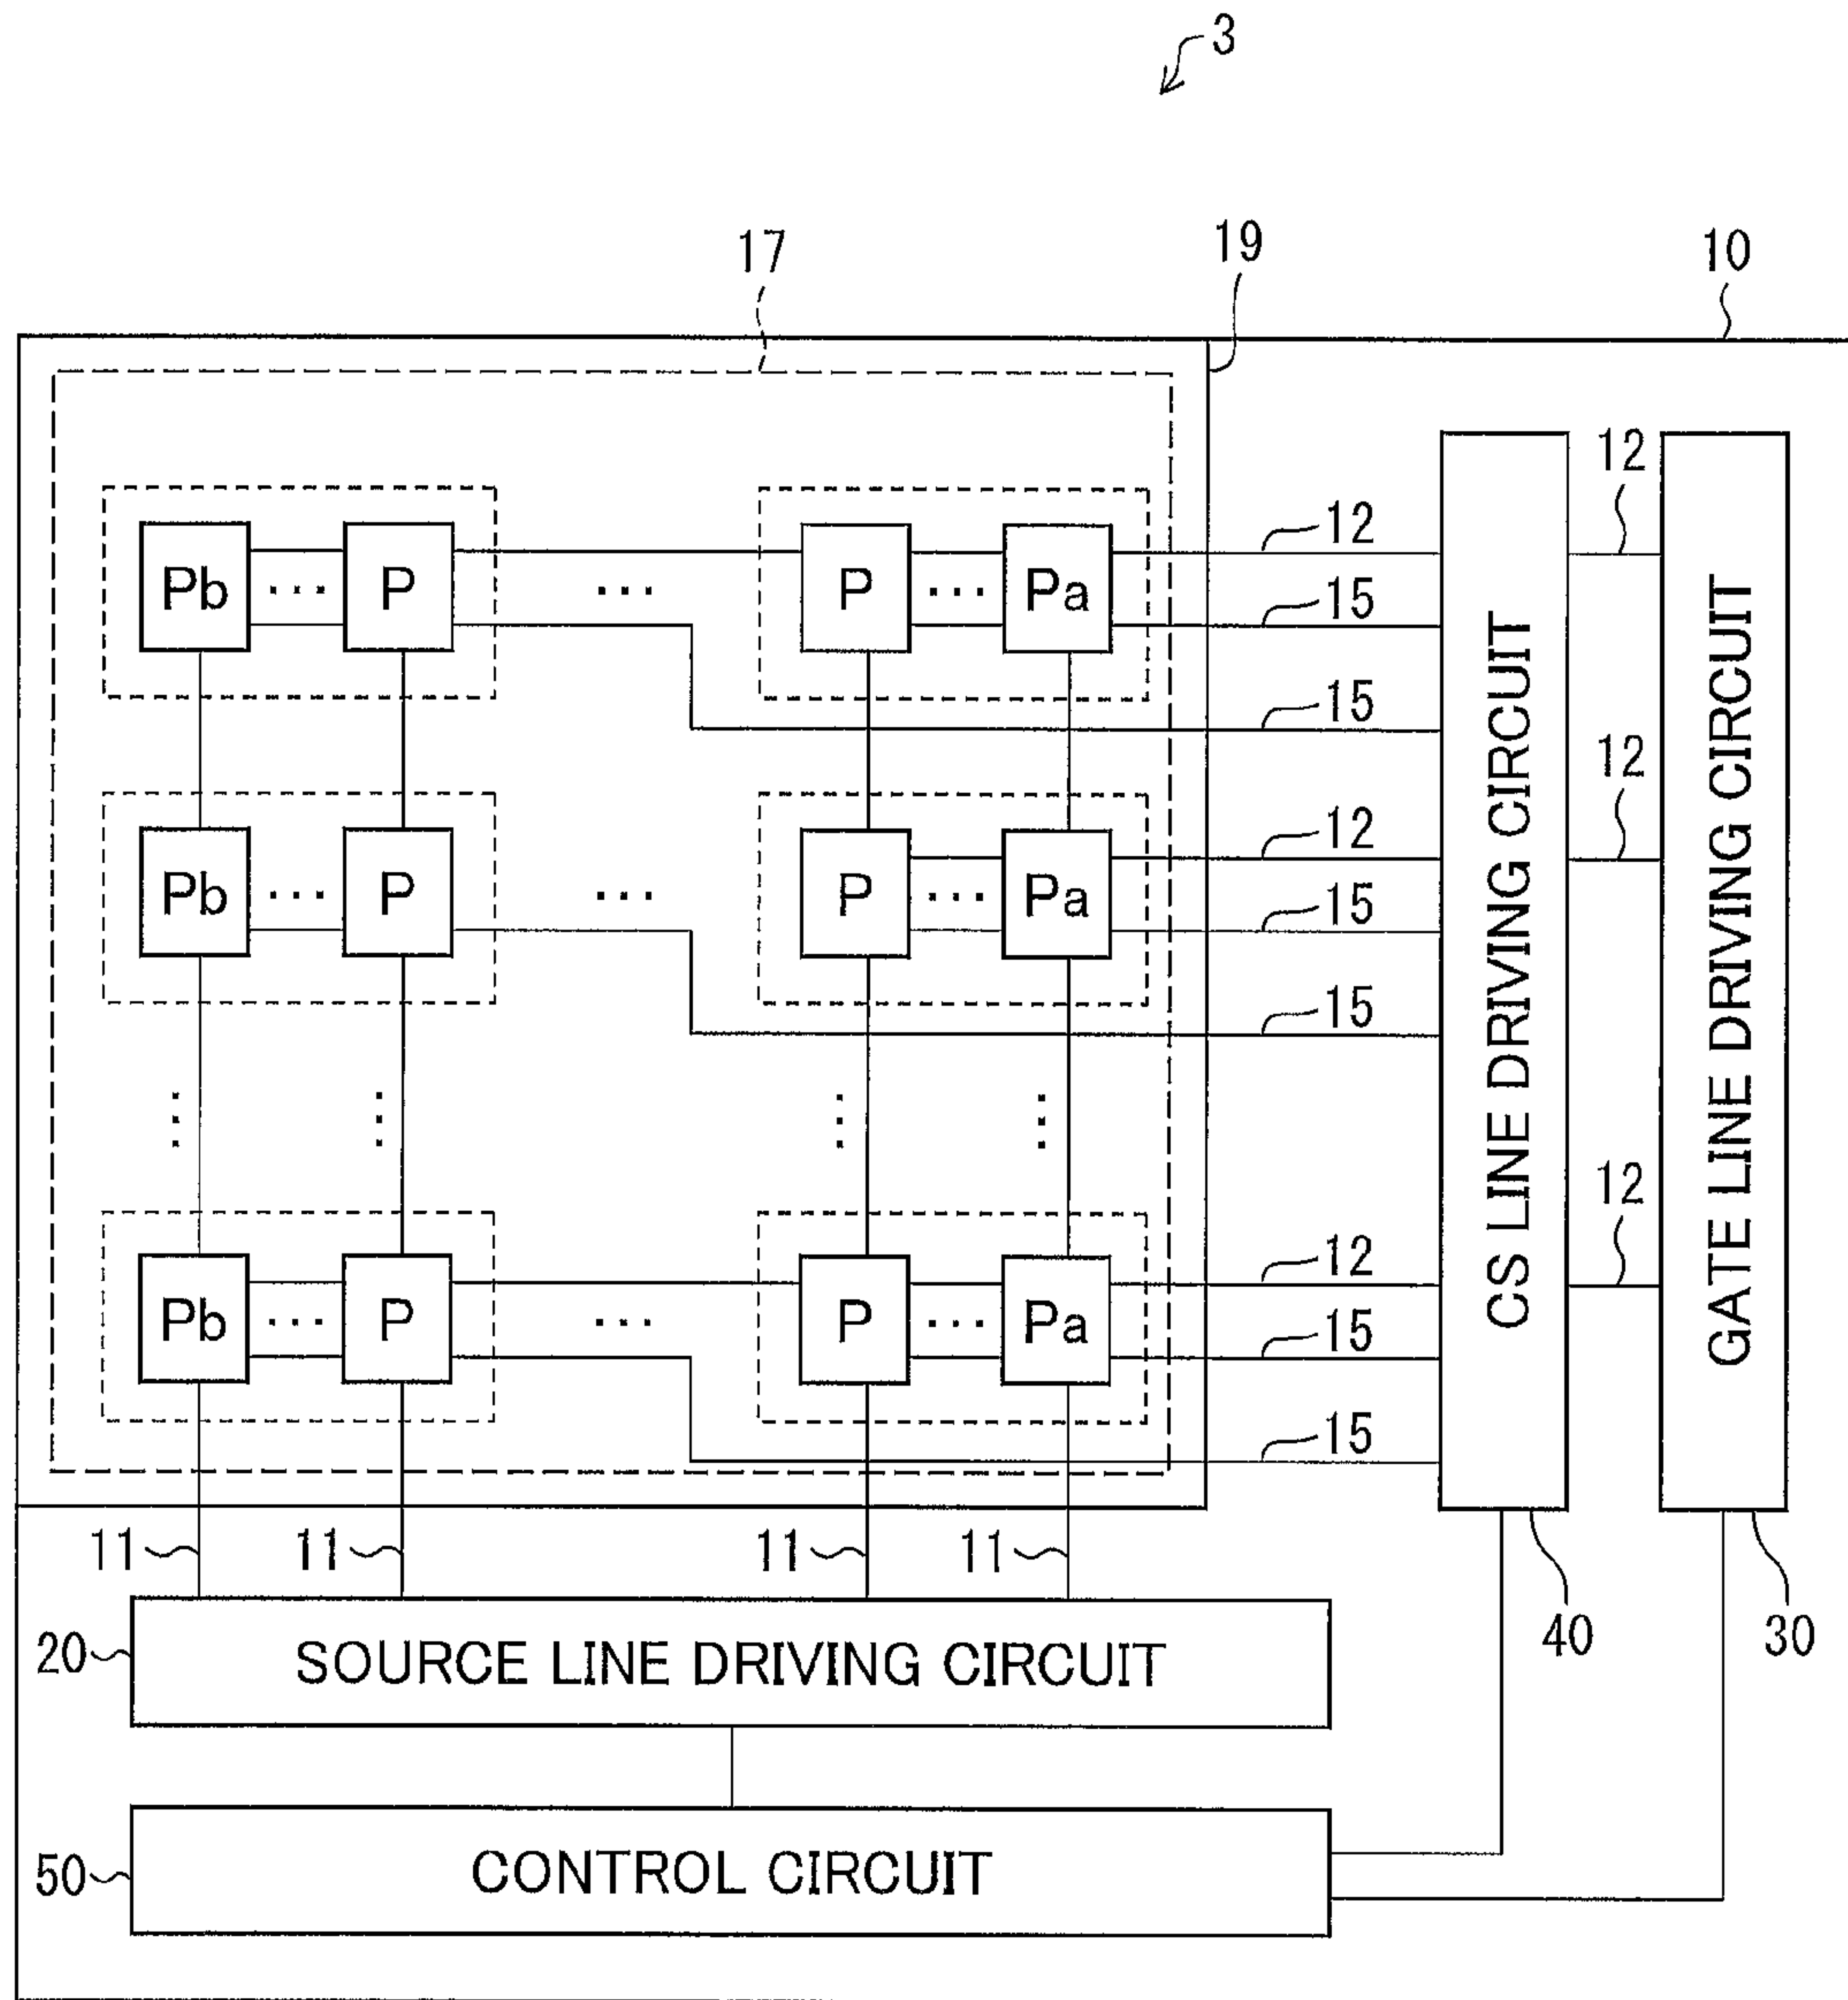 3
17
19
10
12
12
Pb ... P ... P ... Pa
15
15
12
12
Pb ... P ... P ... Pa
15
15
12
12
Pb ... P ... P ... Pa
15
15
CS LINE DRIVING CIRCUIT
GATE LINE DRIVING CIRCUIT
11 11 11 11
40
30
20
SOURCE LINE DRIVING CIRCUIT
50
CONTROL CIRCUIT